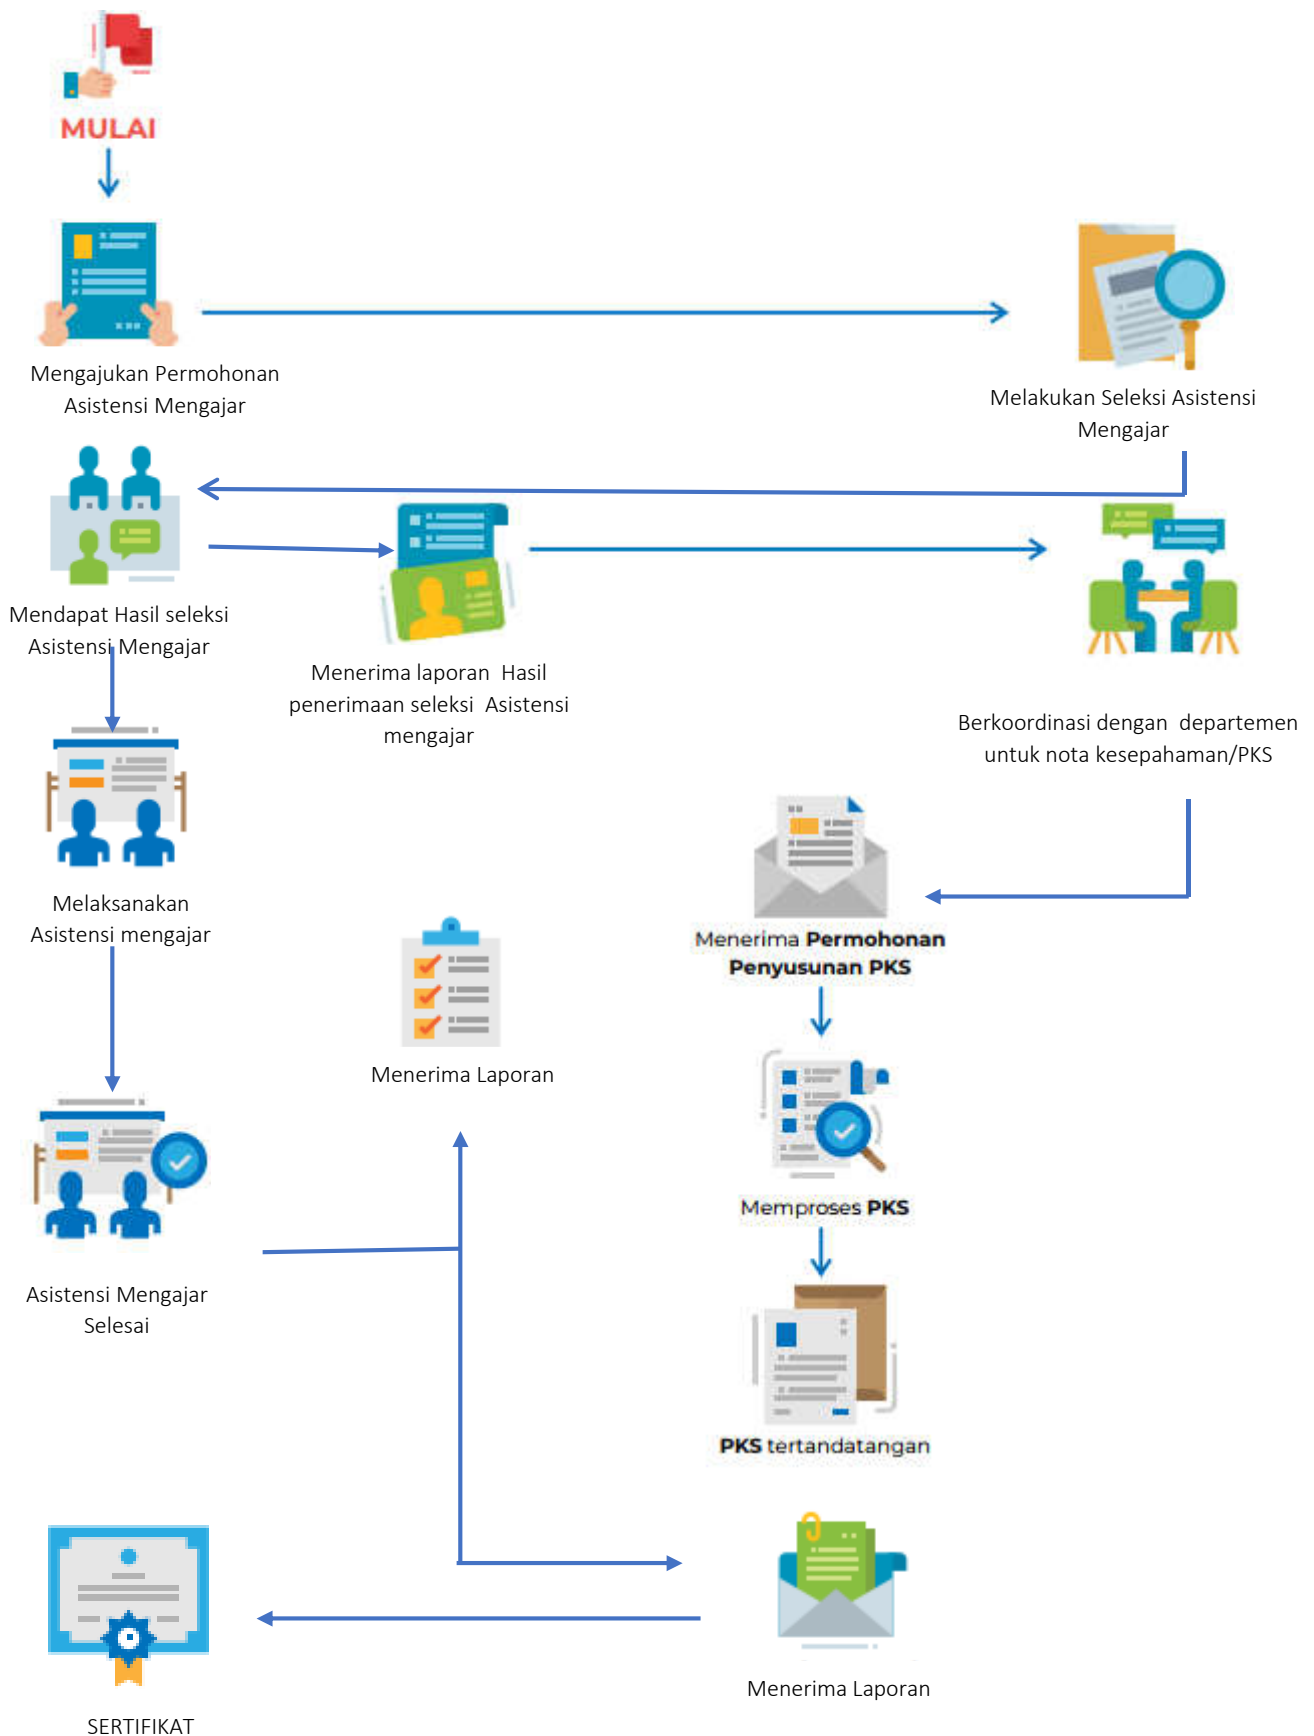 MULAI
Mengajukan Permohonan
Asistensi Mengajar
Melakukan Seleksi Asistensi
Mengajar
Mendapat Hasil seleksi
Asistensi Mengajar
Menerima laporan  Hasil
penerimaan seleksi  Asistensi
mengajar
Berkoordinasi dengan  departemen
untuk nota kesepahaman/PKS
Melaksanakan
Asistensi mengajar
Menerima Permohonan
Penyusunan PKS
Menerima Laporan
Memproses PKS
Asistensi Mengajar
Selesai
PKS tertandatangan
Menerima Laporan
SERTIFIKAT